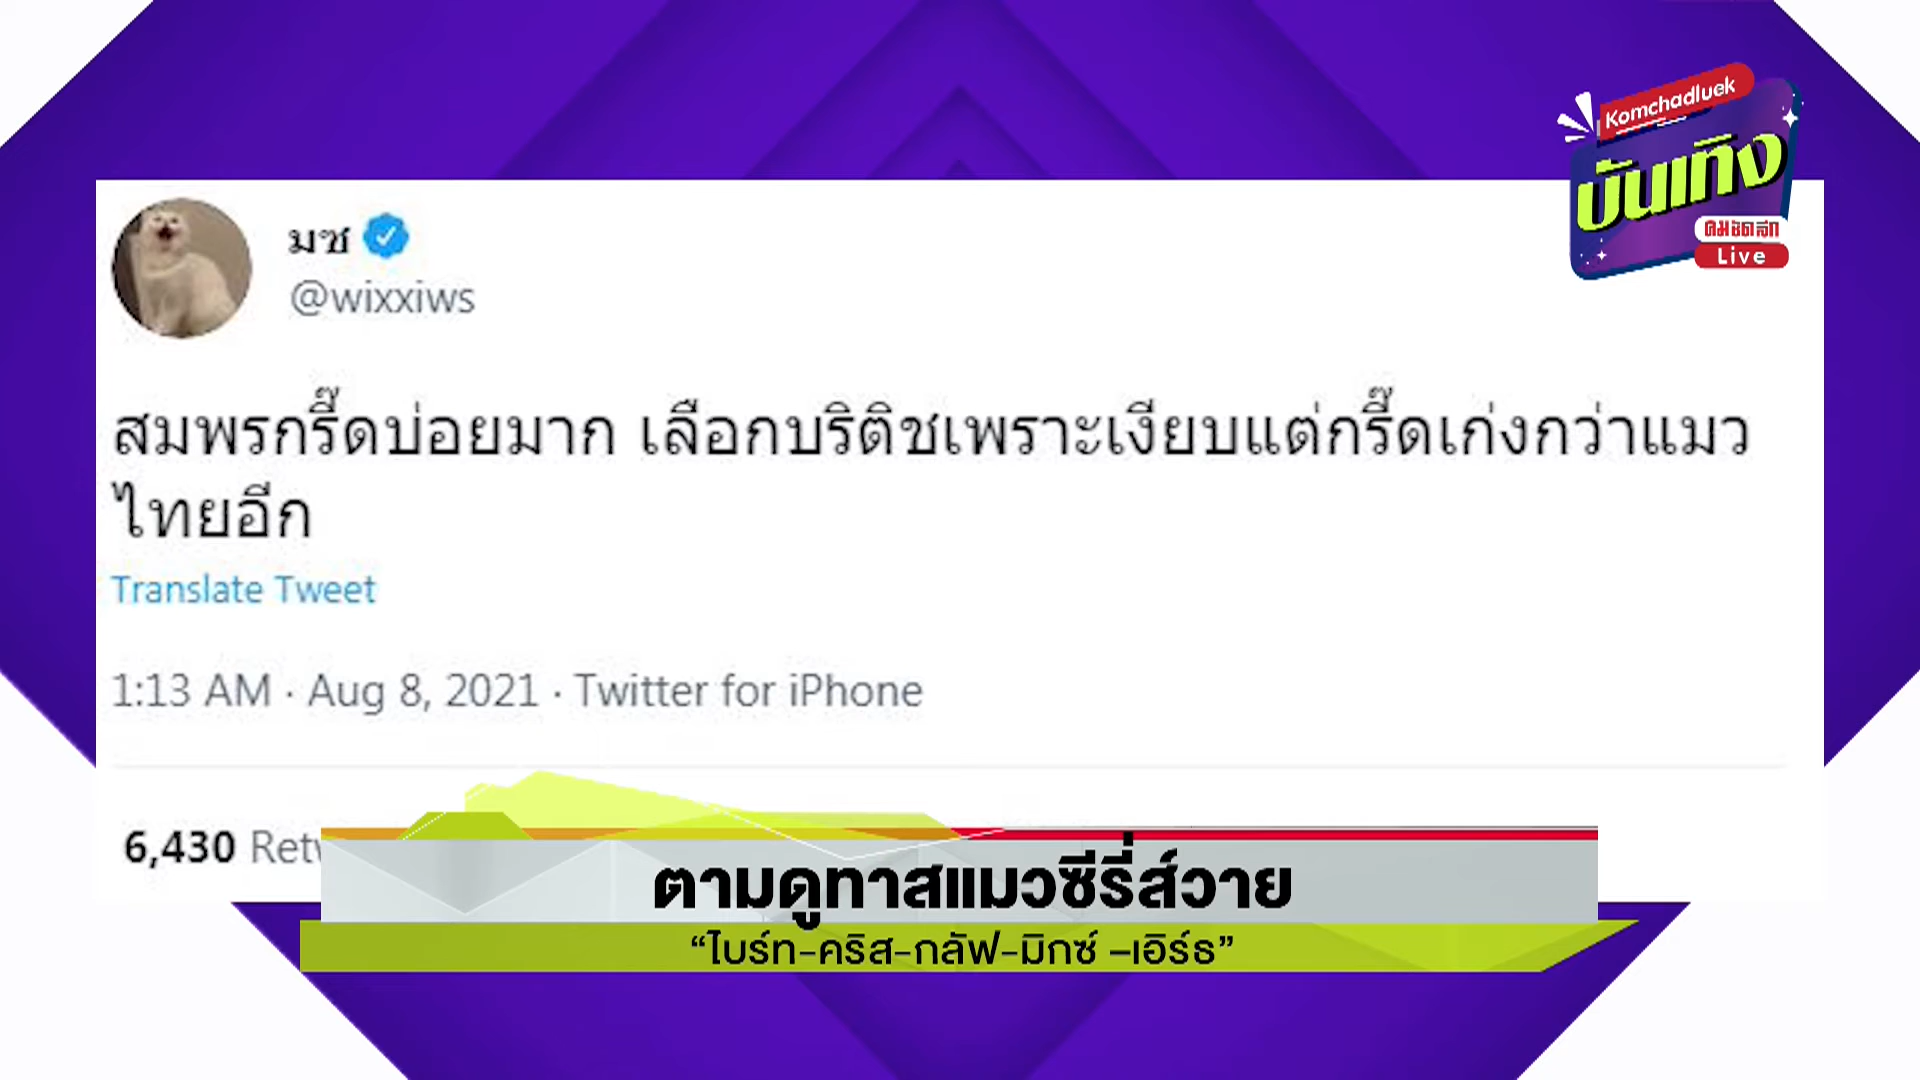 Komchadluek
บันเทิง
คมชัดลึก
Live
มซ
@wixxiws
สมพรกรี๊ดบ่อยมาก เลือกบริติชเพราะเงียบแต่กรี๊ดเก่งกว่าแมว
ไทยอีก
Translate Tweet
1:13 AM · Aug 8, 2021 · Twitter for iPhone
6,430
ตามดูทาสแมวซีรี่ส์วาย
“ไบร์ท-คริส-กลัฟ-มิกซ์ –เอิร์ธ”